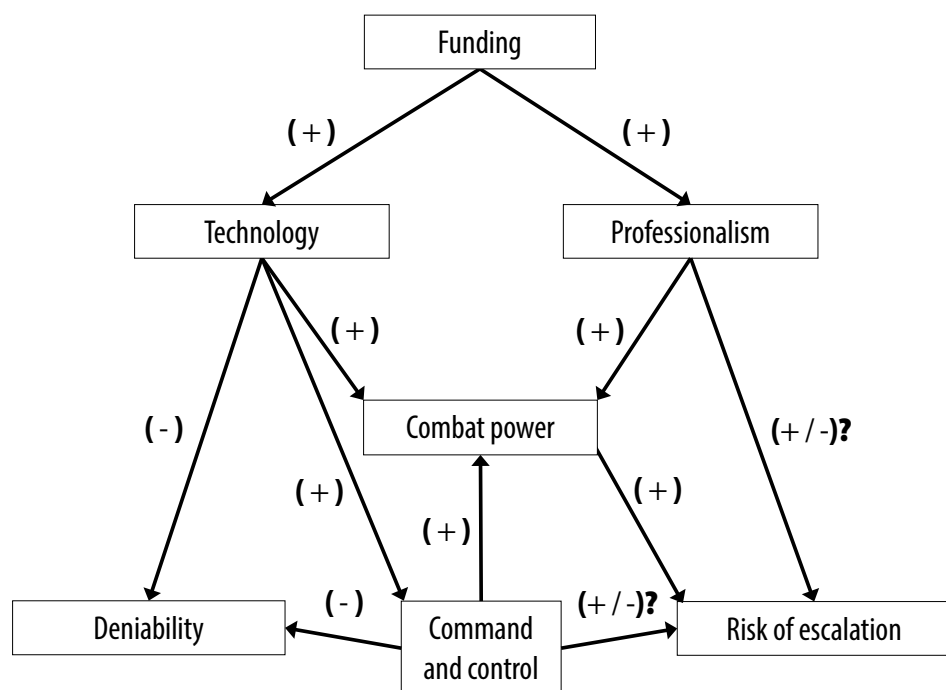 Funding
(+)
(+)
Technology
Professionalism
(+)
(+)
(-)
Combat power
(+ / -)?
(+)
(+)
(+)
(-)
(+ / -)?
Deniability
Command
and control
Risk of escalation